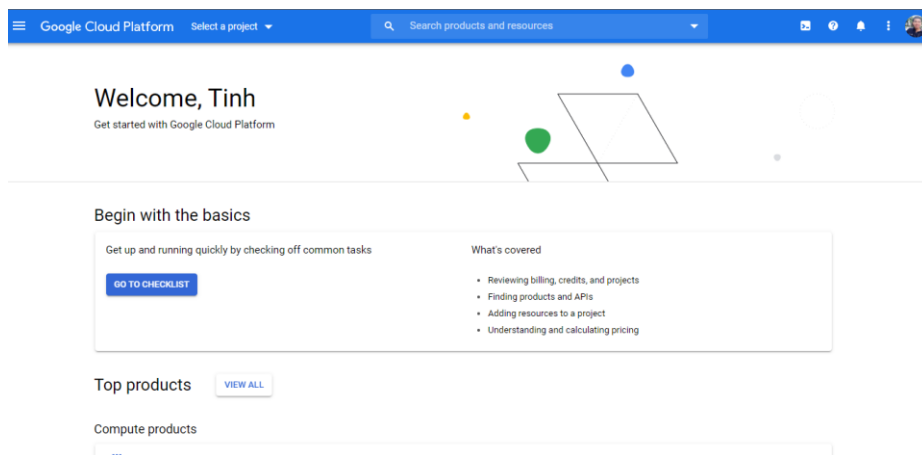 Google Cloud Platform Select a project Search products and resources
Welcome, Tinh
Get started with Google Cloud Platform
Begin with the basics
Get up and running quickly by checking off common tasks
GO TO CHECKLIST
What's covered
• Reviewing billing, credits, and projects
• Finding products and APIs
• Adding resources to a project
• Understanding and calculating pricing
Top products VIEW ALL
Compute products